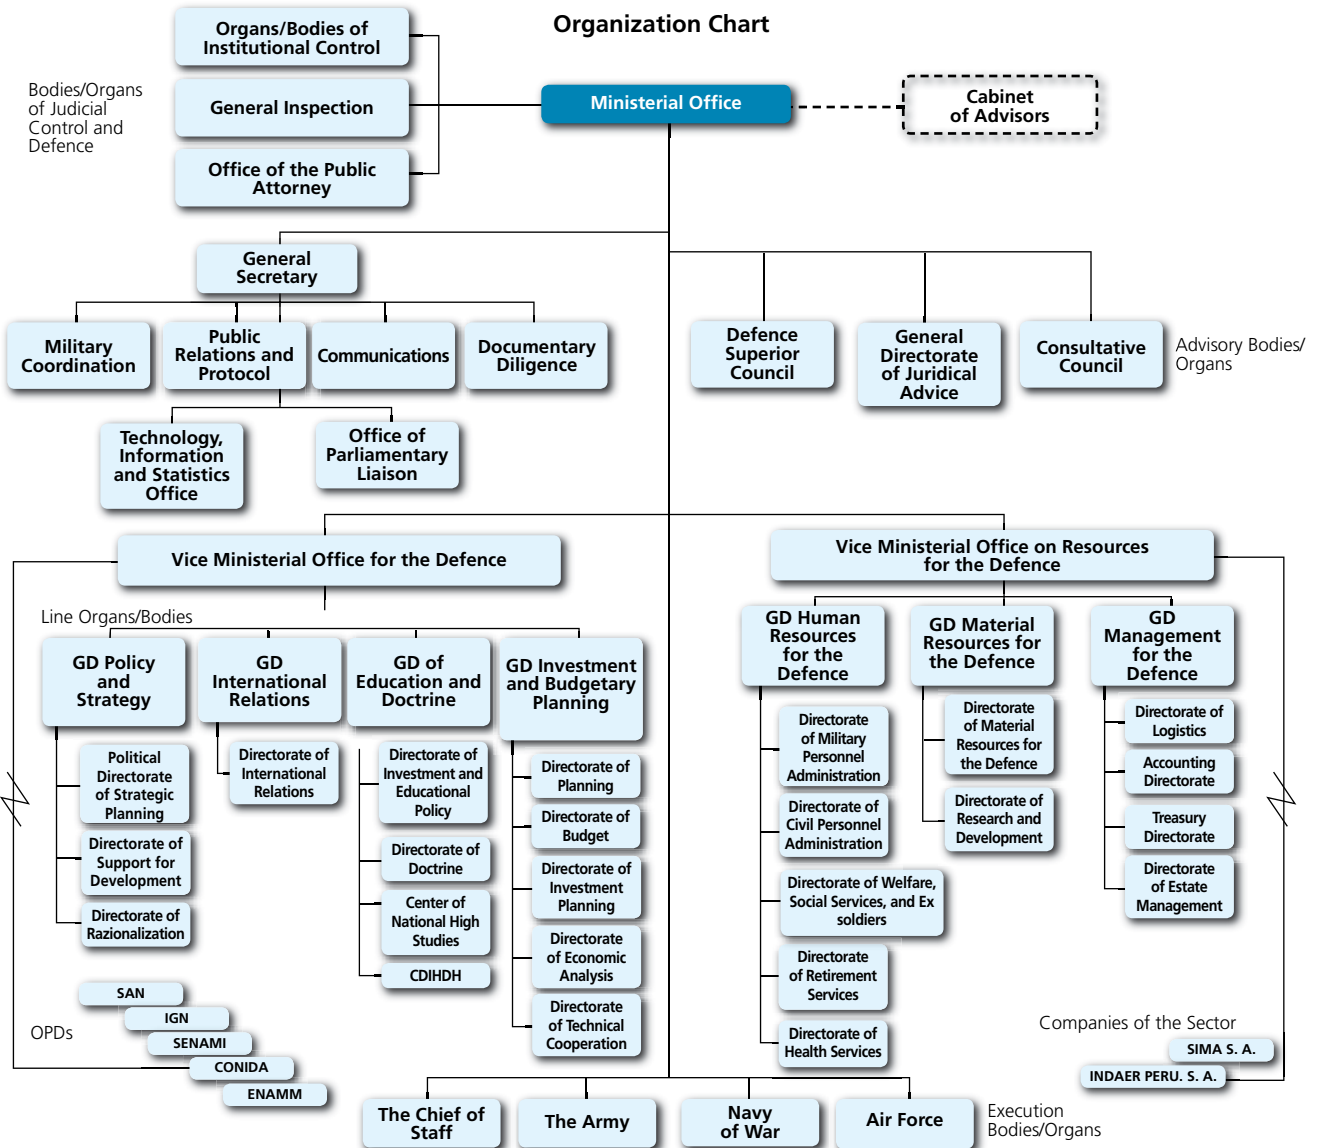 Organization Chart
Organs/Bodies of
Institutional Control
Bodies/Organs
of Judicial
Control and
Defence
General Inspection
Office of the Public
Attorney
Ministerial Office
Cabinet
of Advisors
General
Secretary
Military
Coordination
Public
Relations and
Protocol
Communications
Documentary
Diligence
Technology,
Information
and Statistics
Office
Office of
Parliamentary
Liaison
Defence
Superior
Council
General
Directorate
of Juridical
Advice
Consultative
Council
Advisory Bodies/
Organs
Vice Ministerial Office for the Defence
Vice Ministerial Office on Resources
for the Defence
Line Organs/Bodies
GD Policy
and
Strategy
GD
International
Relations
GD of
Education and
Doctrine
GD Investment
and Budgetary
Planning
Political
Directorate
of Strategic
Planning
Directorate of
Support for
Development
Directorate of
Razionalization
Directorate of
International
Relations
Directorate of
Investment and
Educational
Policy
Directorate of
Doctrine
Center of
National High
Studies
CDIHDH
Directorate of
Planning
Directorate of
Budget
Directorate of
Investment
Planning
Directorate
of Economic
Analysis
Directorate
of Technical
Cooperation
GD Human
Resources
for the
Defence
GD Material
Resources for
the Defence
GD
Management
for the
Defence
Directorate
of Military
Personnel
Administration
Directorate of
Civil Personnel
Administration
Directorate of Welfare,
Social Services, and Ex
soldiers
Directorate
of Retirement
Services
Directorate of
Health Services
Directorate
of Material
Resources for
the Defence
Directorate of
Research and
Development
Directorate of
Logistics
Accounting
Directorate
Treasury
Directorate
Directorate
of Estate
Management
OPDs
SAN
IGN
SENAMI
CONIDA
ENAMM
Companies of the Sector
SIMA S. A.
INDAER PERU. S. A.
The Chief of
Staff
The Army
Navy
of War
Air Force
Execution
Bodies/Organs